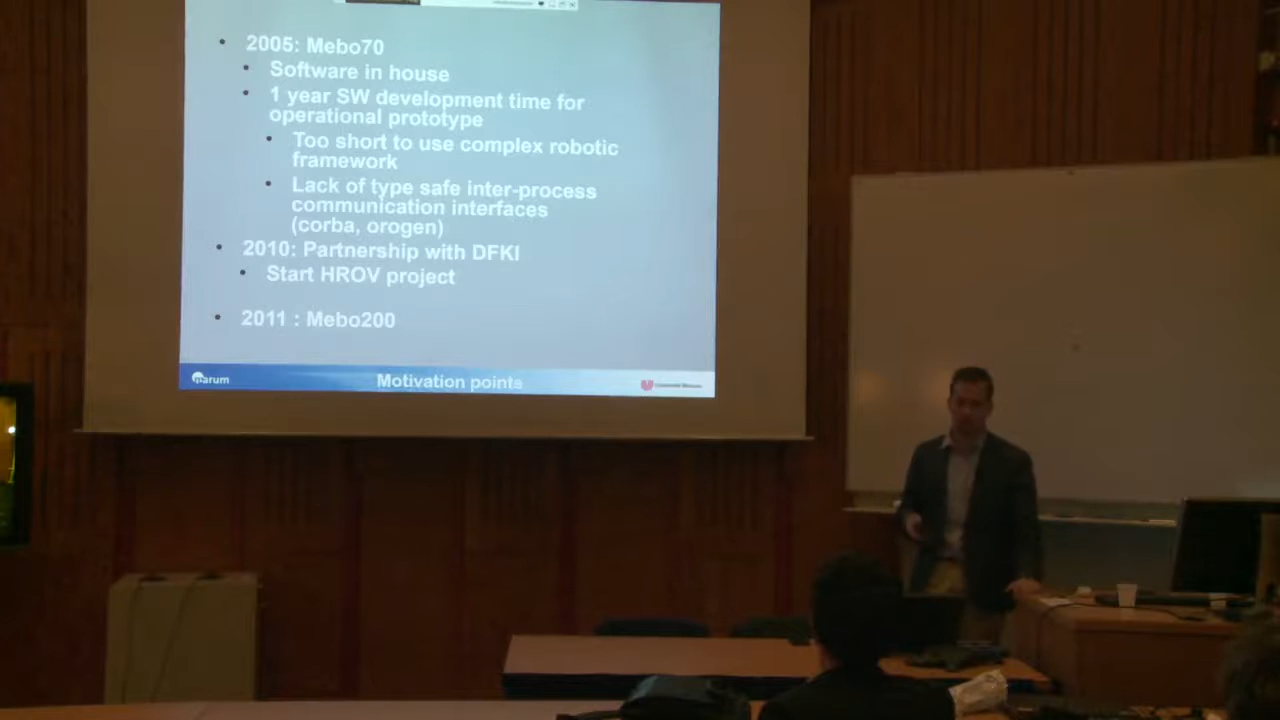 • 2005: Mebo70
• Software in house
• 1 year SW development time for
operational prototype
• Too short to use complex robotic
framework
• Lack of type safe inter-process
communication interfaces
(corba, orogen)
• 2010: Partnership with DFKI
• Start HROV project
• 2011 : Mebo200
marum
Motivation points